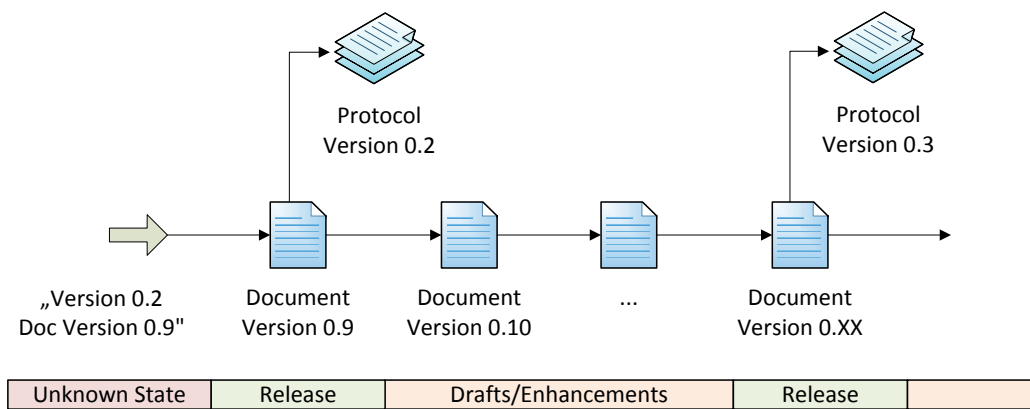 Protocol
Version 0.2
Protocol
Version 0.3
„Version 0.2
Doc Version 0.9"
Document
Version 0.9
Document
Version 0.10
...
Document
Version 0.XX
Unknown State
Release
Drafts/Enhancements
Release